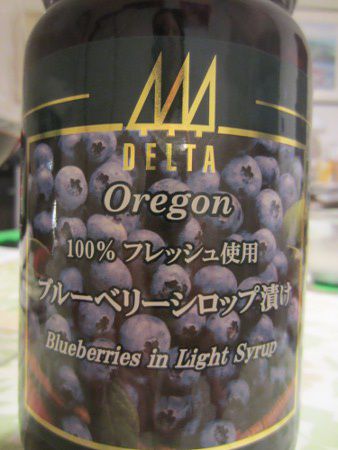 DELTA
Oregon
100% フレッシュ使用
ブルーベリーシロップ漬け
Blueberries in Light Syrup